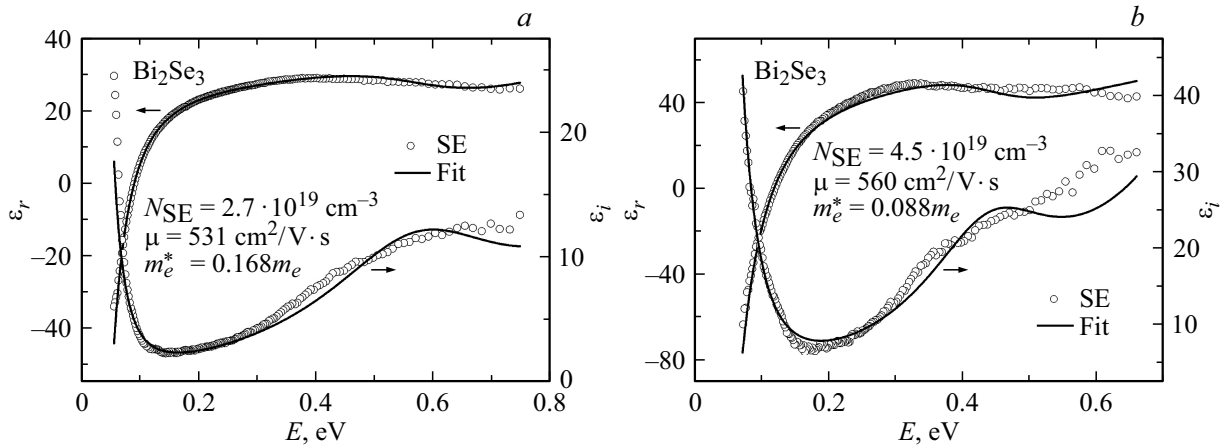 a
40
20
0
–20
–40
εr
Bi2Se3
SE
Fit
NSE = 2.7 · 10^19 cm^–3
μ = 531 cm^2/V · s
me* = 0.168me
20
10
0
εi
0
0.2
0.4
0.6
0.8
E, eV
b
80
40
0
–40
–80
εr
Bi2Se3
NSE = 4.5 · 10^19 cm^–3
μ = 560 cm^2/V · s
me* = 0.088me
SE
Fit
40
30
20
10
εi
0
0.2
0.4
0.6
E, eV